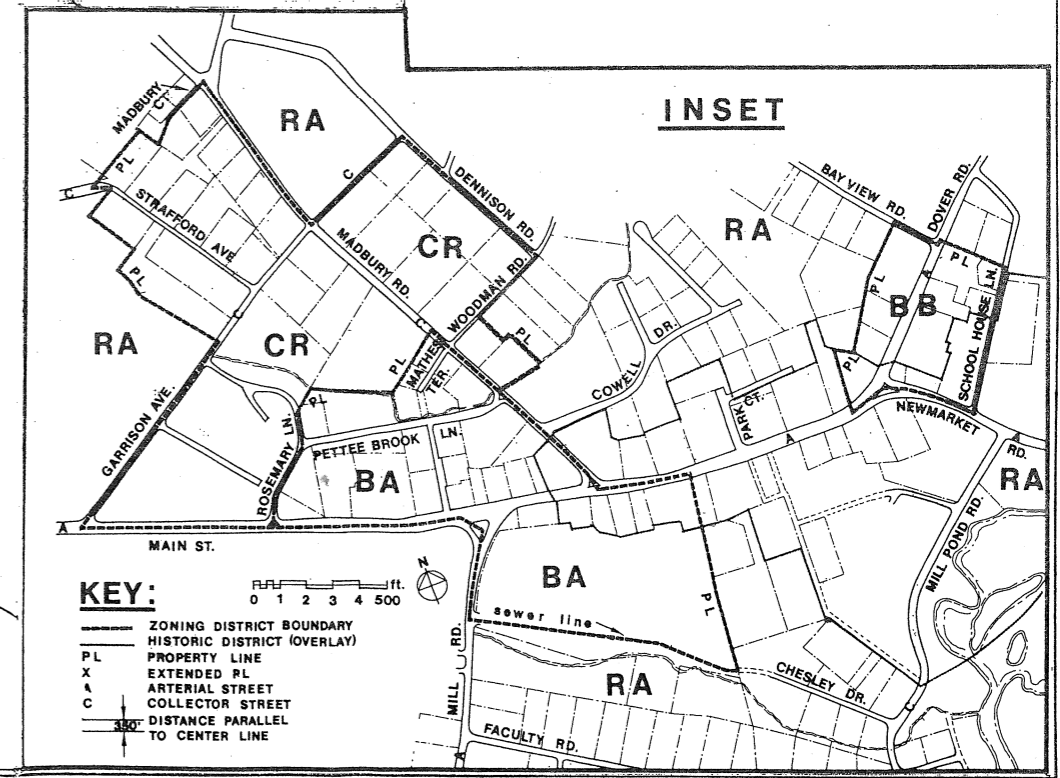 INSET
RA
MADBURY
CT.
PL
C
C
STRAFFORD AVE
PL
RA
DENNISON RD.
CR
MADBURY RD.
WOODMAN RD.
C
PL
RA
BAY VIEW RD.
DOVER RD.
PL
A
PL
BB
SCHOOL HOUSE LN.
PL
CR
C
PL
MATHES
TER.
PL
GARRISON AVE.
ROSEMARY LN.
PETTEE BROOK
LN.
BA
COWELL
DR.
PARK CT.
A
NEWMARKET
RD.
A
RA
MILL POND RD.
A
A
MAIN ST.
BA
PL
sewer line
RA
CHESLEY DR.
C
MILL RD.
FACULTY RD.
A
N
KEY:
ft.
0 1 2 3 4 500
ZONING DISTRICT BOUNDARY
HISTORIC DISTRICT (OVERLAY)
PL PROPERTY LINE
X EXTENDED PL
A ARTERIAL STREET
C COLLECTOR STREET
350' DISTANCE PARALLEL
TO CENTER LINE